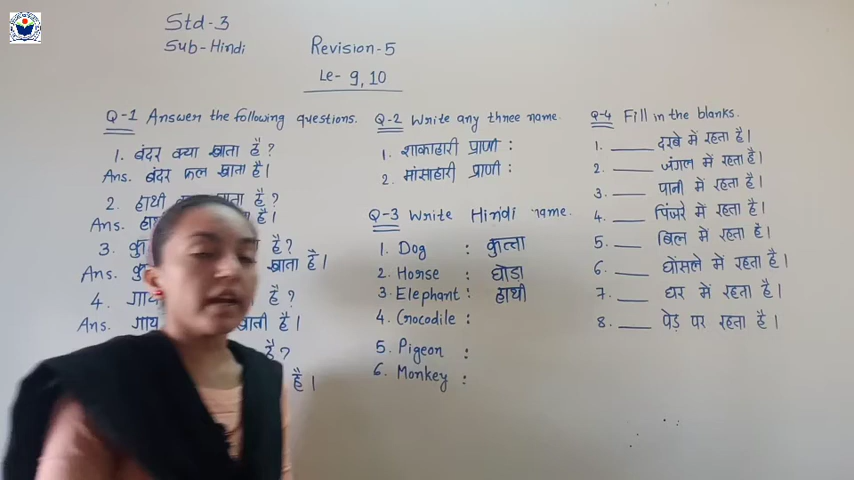 Std-3
Sub-Hindi
Revision-5
Le- 9,10
Q-1 Answer the following questions.
1. बंदर क्या खाता है?
Ans. बंदर फल खाता है।
2. हाथी खाता है?
Ans. है।
3. है?
Ans. खाता है।
4. है?
Ans. गाय खाती है।
है?
है।
Q-2 Write any three name.
1. शाकाहारी प्राणी :
2. मांसाहारी प्राणी :
Q-3 Write Hindi name.
1. Dog : कुत्ता
2. Horse : घोडा
3. Elephant : हाथी
4. Crocodile :
5. Pigeon :
6. Monkey :
Q-4 Fill in the blanks.
1. ____ दरबे में रहता है।
2. ____ जंगल में रहता है।
3. ____ पानी में रहता है।
4. ____ पिंजरे में रहता है।
5. ____ बिल में रहता है।
6. ____ घोंसले में रहता है।
7. ____ घर में रहता है।
8. ____ पेड़ पर रहता है।